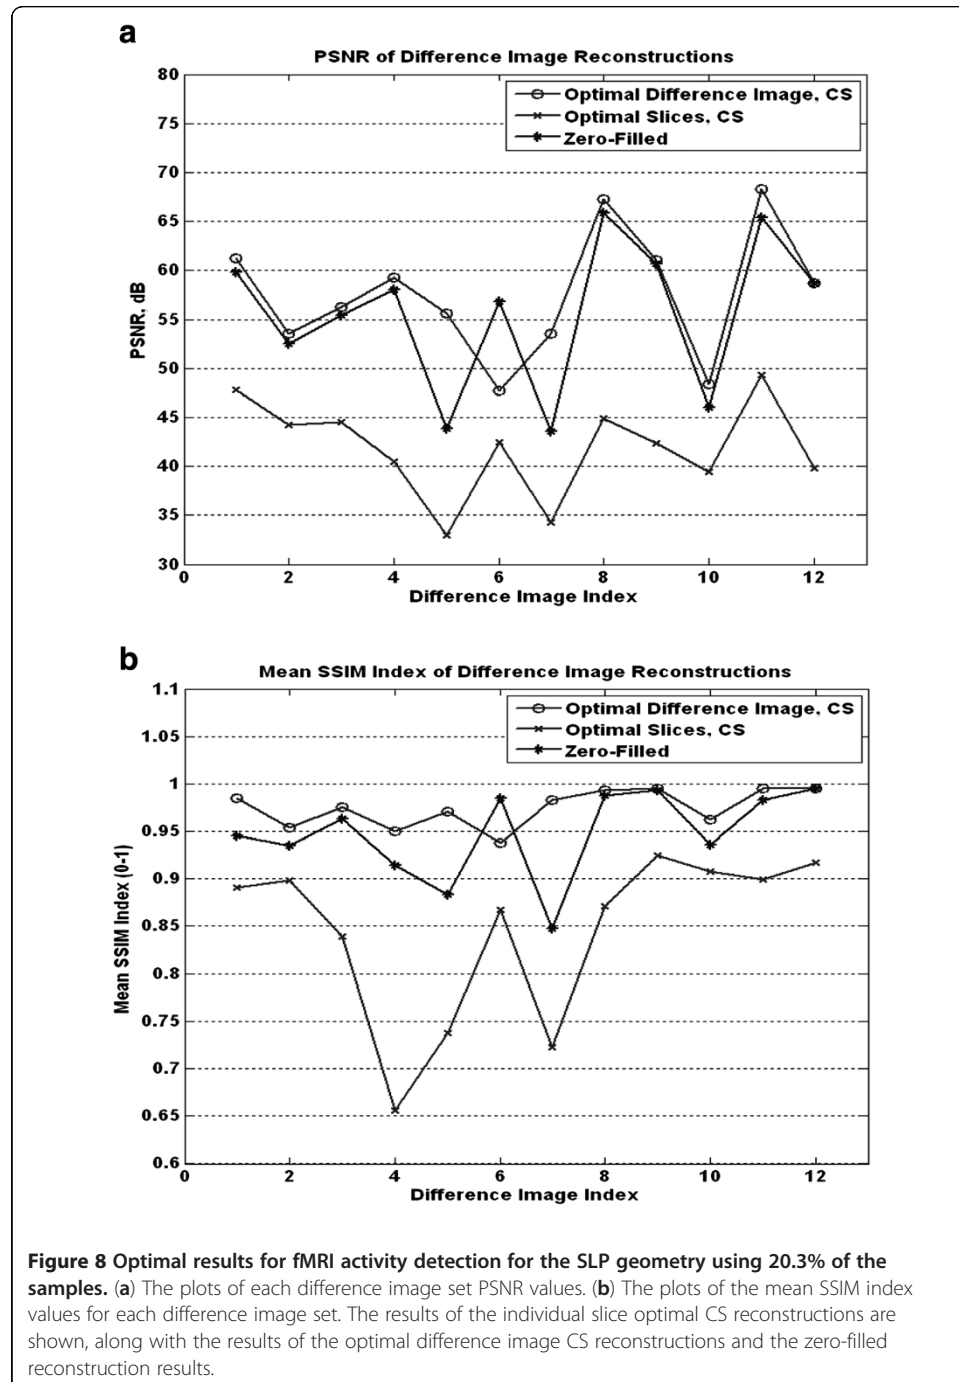 a
PSNR of Difference Image Reconstructions
80
75
70
65
60
55
50
45
40
35
30
PSNR, dB
Optimal Difference Image, CS
Optimal Slices, CS
Zero-Filled
0 2 4 6 8 10 12
Difference Image Index
b
Mean SSIM Index of Difference Image Reconstructions
1.1
1.05
1
0.95
0.9
0.85
0.8
0.75
0.7
0.65
0.6
Mean SSIM Index (0-1)
Optimal Difference Image, CS
Optimal Slices, CS
Zero-Filled
0 2 4 6 8 10 12
Difference Image Index
Figure 8 Optimal results for fMRI activity detection for the SLP geometry using 20.3% of the
samples. (a) The plots of each difference image set PSNR values. (b) The plots of the mean SSIM index
values for each difference image set. The results of the individual slice optimal CS reconstructions are
shown, along with the results of the optimal difference image CS reconstructions and the zero-filled
reconstruction results.